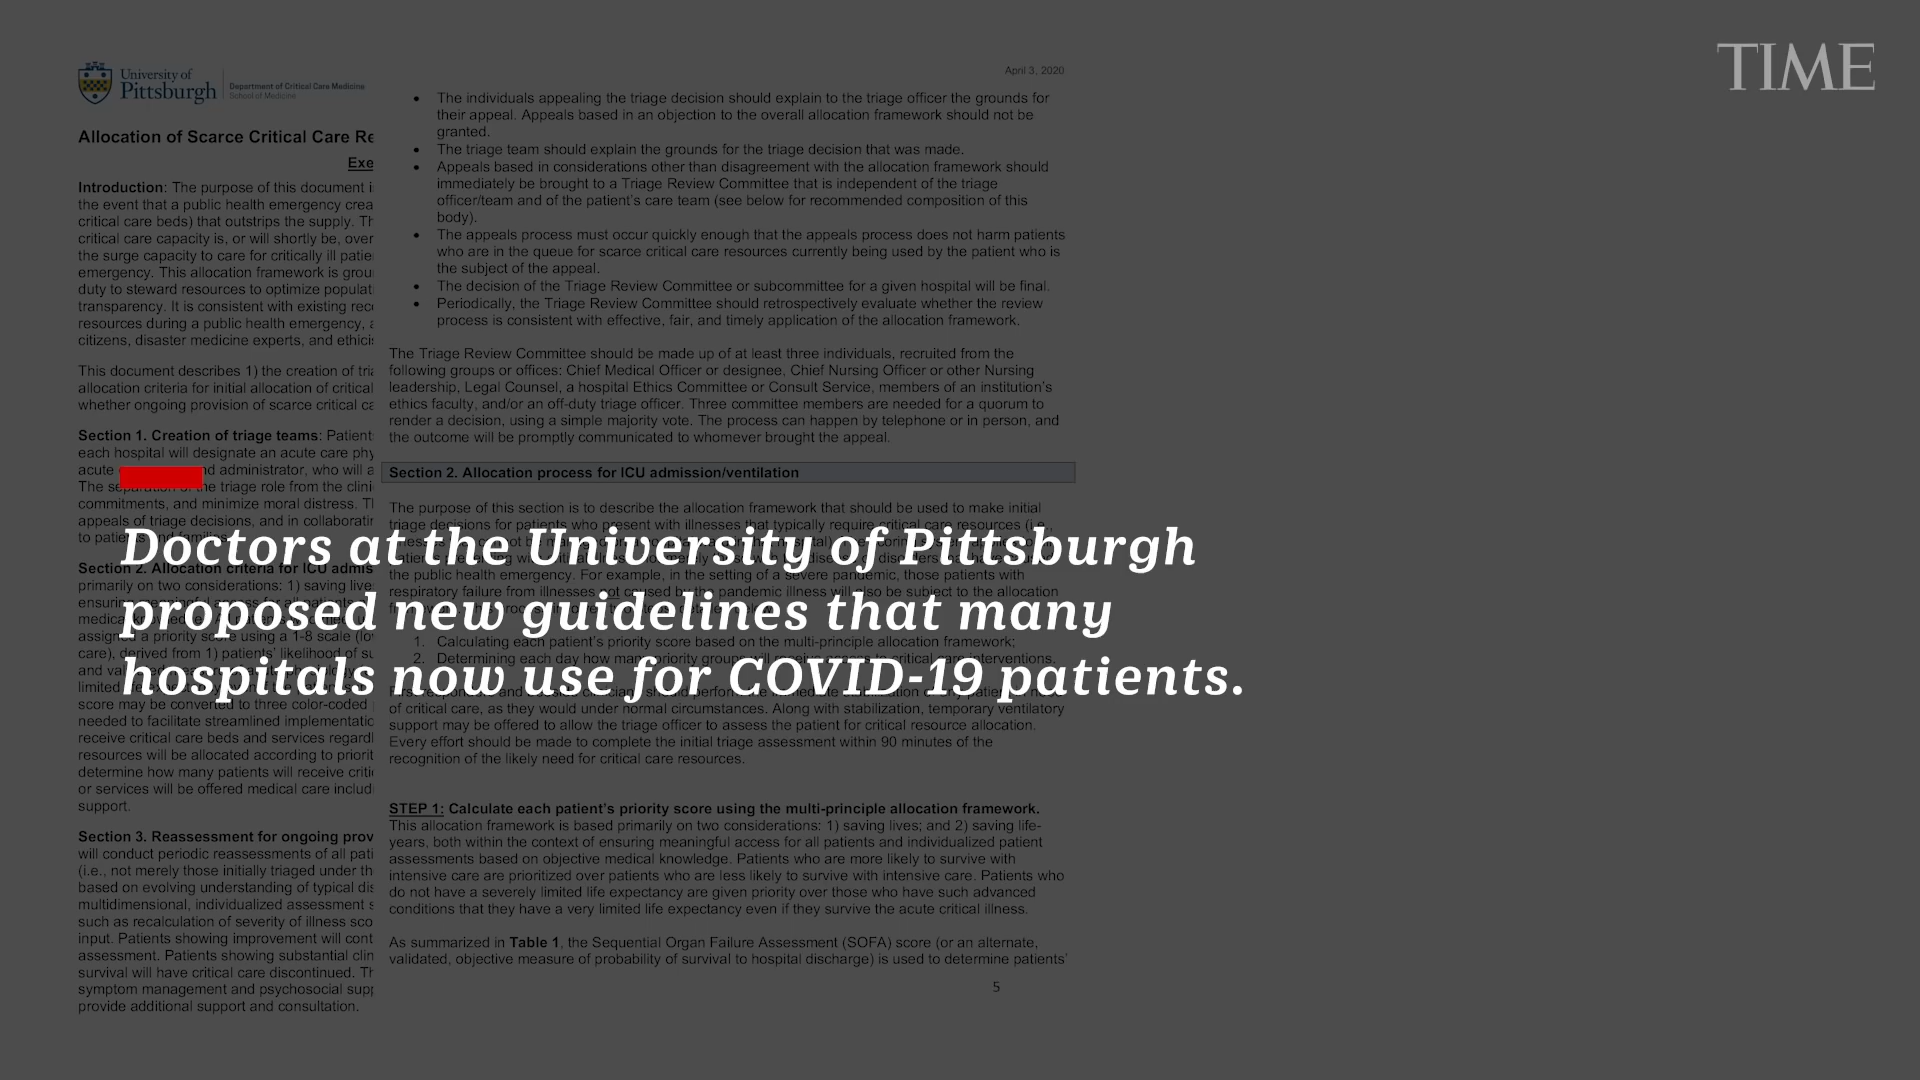 TIME
University of
Pittsburgh
Department of Critical Care Medicine
School of Medicine
Allocation of Scarce Critical Care Re
Exe
Introduction: The purpose of this document i
the event that a public health emergency crea
critical care beds) that outstrips the supply. Th
critical care capacity is, or will shortly be, over
the surge capacity to care for critically ill patie
emergency. This allocation framework is grou
duty to steward resources to optimize populati
transparency. It is consistent with existing rec
resources during a public health emergency, a
citizens, disaster medicine experts, and ethici
This document describes 1) the creation of tria
allocation criteria for initial allocation of critical
whether ongoing provision of scarce critical ca
Section 1. Creation of triage teams: Patient
each hospital will designate an acute care phy
acute nd administrator, who will a
The separation of the triage role from the clini
commitments, and minimize moral distress. Th
appeals of triage decisions, and in collaboratin
to patients and families.
Section 2. Allocation criteria for ICU admis
primarily on two considerations: 1) saving live
assigned a priority score using a 1-8 scale (lo
care), derived from 1) patients' likelihood of su
score may be converted to three color-coded
needed to facilitate streamlined implementatio
receive critical care beds and services regardl
resources will be allocated according to priorit
determine how many patients will receive criti
or services will be offered medical care includi
support.
Section 3. Reassessment for ongoing prov
will conduct periodic reassessments of all pati
(i.e., not merely those initially triaged under th
based on evolving understanding of typical dis
multidimensional, individualized assessment s
such as recalculation of severity of illness sco
input. Patients showing improvement will cont
assessment. Patients showing substantial clin
survival will have critical care discontinued. Th
symptom management and psychosocial supp
provide additional support and consultation.
April 3, 2020
• The individuals appealing the triage decision should explain to the triage officer the grounds for
their appeal. Appeals based in an objection to the overall allocation framework should not be
granted.
• The triage team should explain the grounds for the triage decision that was made.
• Appeals based in considerations other than disagreement with the allocation framework should
immediately be brought to a Triage Review Committee that is independent of the triage
officer/team and of the patient's care team (see below for recommended composition of this
body).
• The appeals process must occur quickly enough that the appeals process does not harm patients
who are in the queue for scarce critical care resources currently being used by the patient who is
the subject of the appeal.
• The decision of the Triage Review Committee or subcommittee for a given hospital will be final.
• Periodically, the Triage Review Committee should retrospectively evaluate whether the review
process is consistent with effective, fair, and timely application of the allocation framework.
The Triage Review Committee should be made up of at least three individuals, recruited from the
following groups or offices: Chief Medical Officer or designee, Chief Nursing Officer or other Nursing
leadership, Legal Counsel, a hospital Ethics Committee or Consult Service, members of an institution's
ethics faculty, and/or an off-duty triage officer. Three committee members are needed for a quorum to
render a decision, using a simple majority vote. The process can happen by telephone or in person, and
the outcome will be promptly communicated to whomever brought the appeal.
Section 2. Allocation process for ICU admission/ventilation
The purpose of this section is to describe the allocation framework that should be used to make initial
triage decisions for patients who present with illnesses that typically require critical care resources (i.e.,
the public health emergency. For example, in the setting of a severe pandemic, those patients with
respiratory failure from illnesses not caused by the pandemic illness will also be subject to the allocation
1. Calculating each patient's priority score based on the multi-principle allocation framework;
2. Determining each day how many priority groups will receive access to critical care interventions.
First responders and bedside clinicians should perform the immediate stabilization of any patient in need
of critical care, as they would under normal circumstances. Along with stabilization, temporary ventilatory
support may be offered to allow the triage officer to assess the patient for critical resource allocation.
Every effort should be made to complete the initial triage assessment within 90 minutes of the
recognition of the likely need for critical care resources.
STEP 1: Calculate each patient's priority score using the multi-principle allocation framework.
This allocation framework is based primarily on two considerations: 1) saving lives; and 2) saving life-
years, both within the context of ensuring meaningful access for all patients and individualized patient
assessments based on objective medical knowledge. Patients who are more likely to survive with
intensive care are prioritized over patients who are less likely to survive with intensive care. Patients who
do not have a severely limited life expectancy are given priority over those who have such advanced
conditions that they have a very limited life expectancy even if they survive the acute critical illness.
As summarized in Table 1, the Sequential Organ Failure Assessment (SOFA) score (or an alternate,
validated, objective measure of probability of survival to hospital discharge) is used to determine patients'
5
Doctors at the University of Pittsburgh
proposed new guidelines that many
hospitals now use for COVID-19 patients.